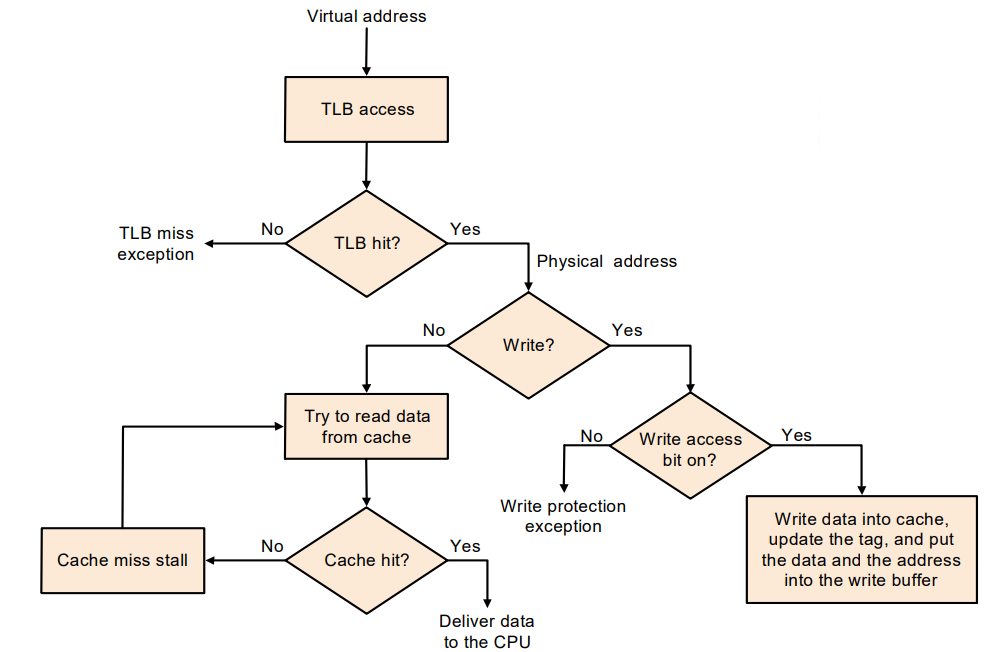 Virtual address
TLB access
TLB hit?
No
Yes
TLB miss
exception
Physical address
Write?
No
Yes
Try to read data
from cache
Write access
bit on?
No
Yes
Write protection
exception
Write data into cache,
update the tag, and put
the data and the address
into the write buffer
Cache hit?
No
Yes
Cache miss stall
Deliver data
to the CPU